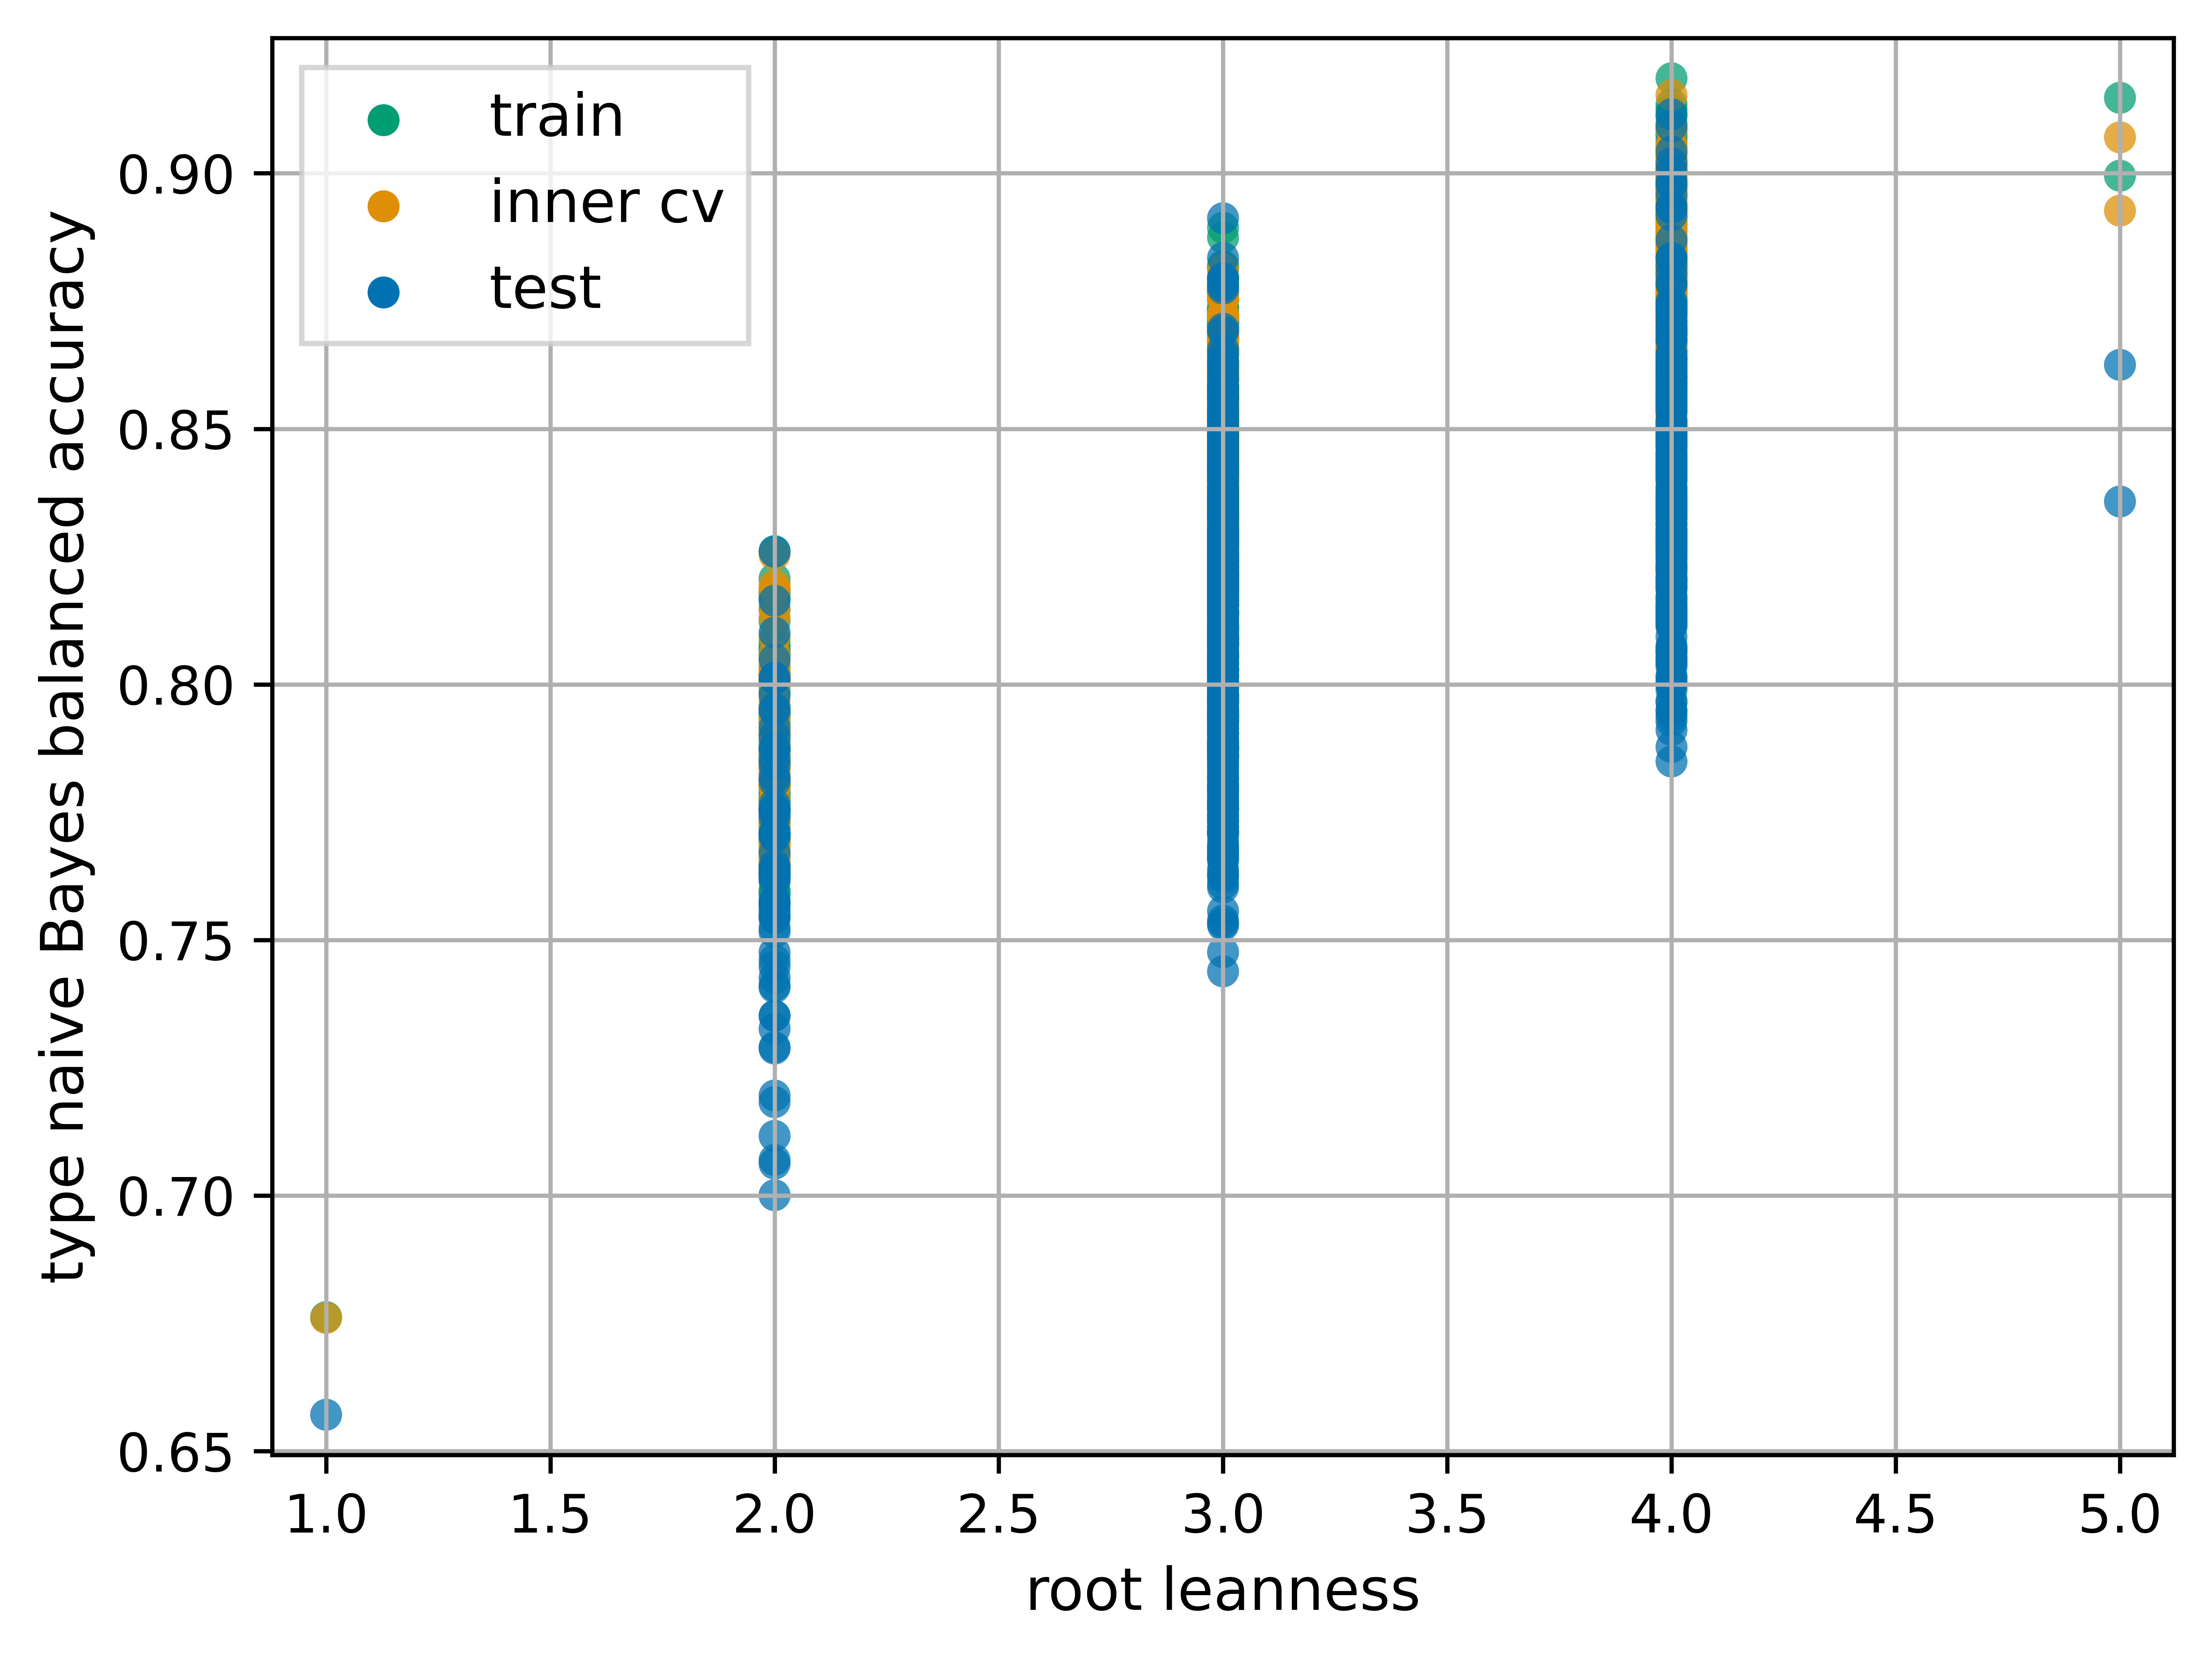 train
inner cv
test
0.90
0.85
0.80
0.75
0.70
0.65
type naive Bayes balanced accuracy
1.0 1.5 2.0 2.5 3.0 3.5 4.0 4.5 5.0
root leanness